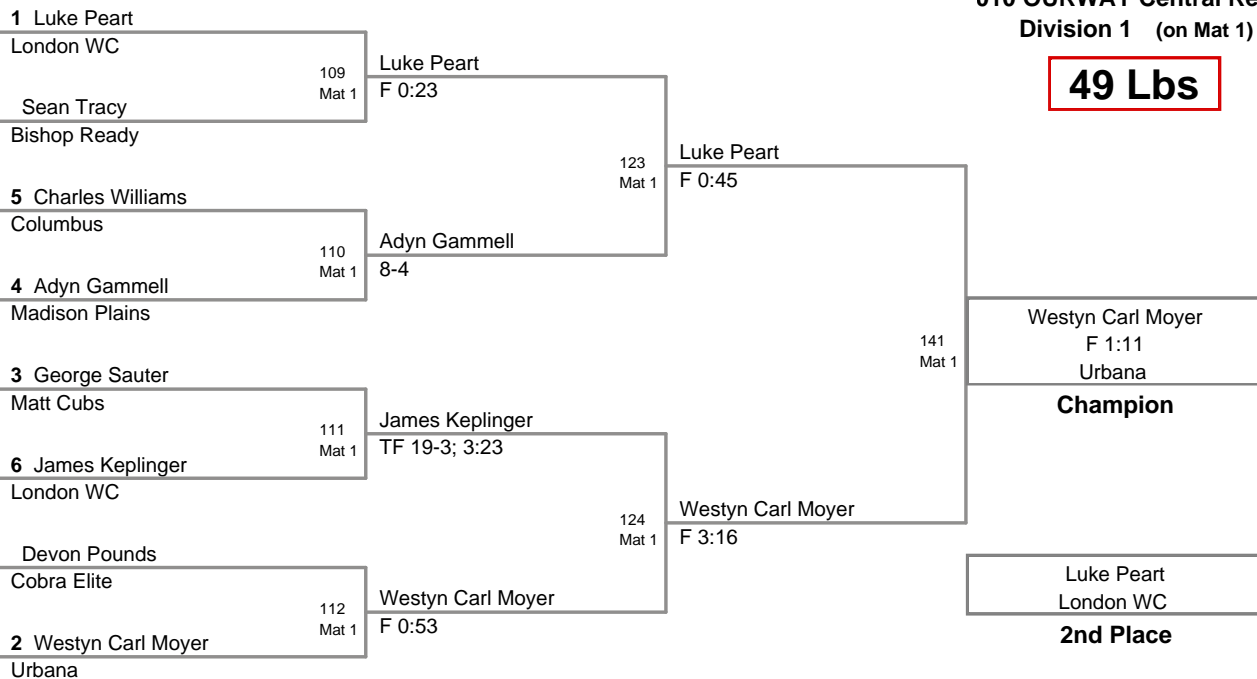 Division 1 (on Mat 1)
49 Lbs
1 Luke Peart
London WC
109
Mat 1
Sean Tracy
Bishop Ready
Luke Peart
F 0:23
5 Charles Williams
Columbus
110
Mat 1
4 Adyn Gammell
Madison Plains
Adyn Gammell
8-4
123
Mat 1
Luke Peart
F 0:45
3 George Sauter
Matt Cubs
111
Mat 1
6 James Keplinger
London WC
James Keplinger
TF 19-3; 3:23
Devon Pounds
Cobra Elite
112
Mat 1
2 Westyn Carl Moyer
Urbana
Westyn Carl Moyer
F 0:53
124
Mat 1
Westyn Carl Moyer
F 3:16
141
Mat 1
Westyn Carl Moyer
F 1:11
Urbana
Champion
Luke Peart
London WC
2nd Place